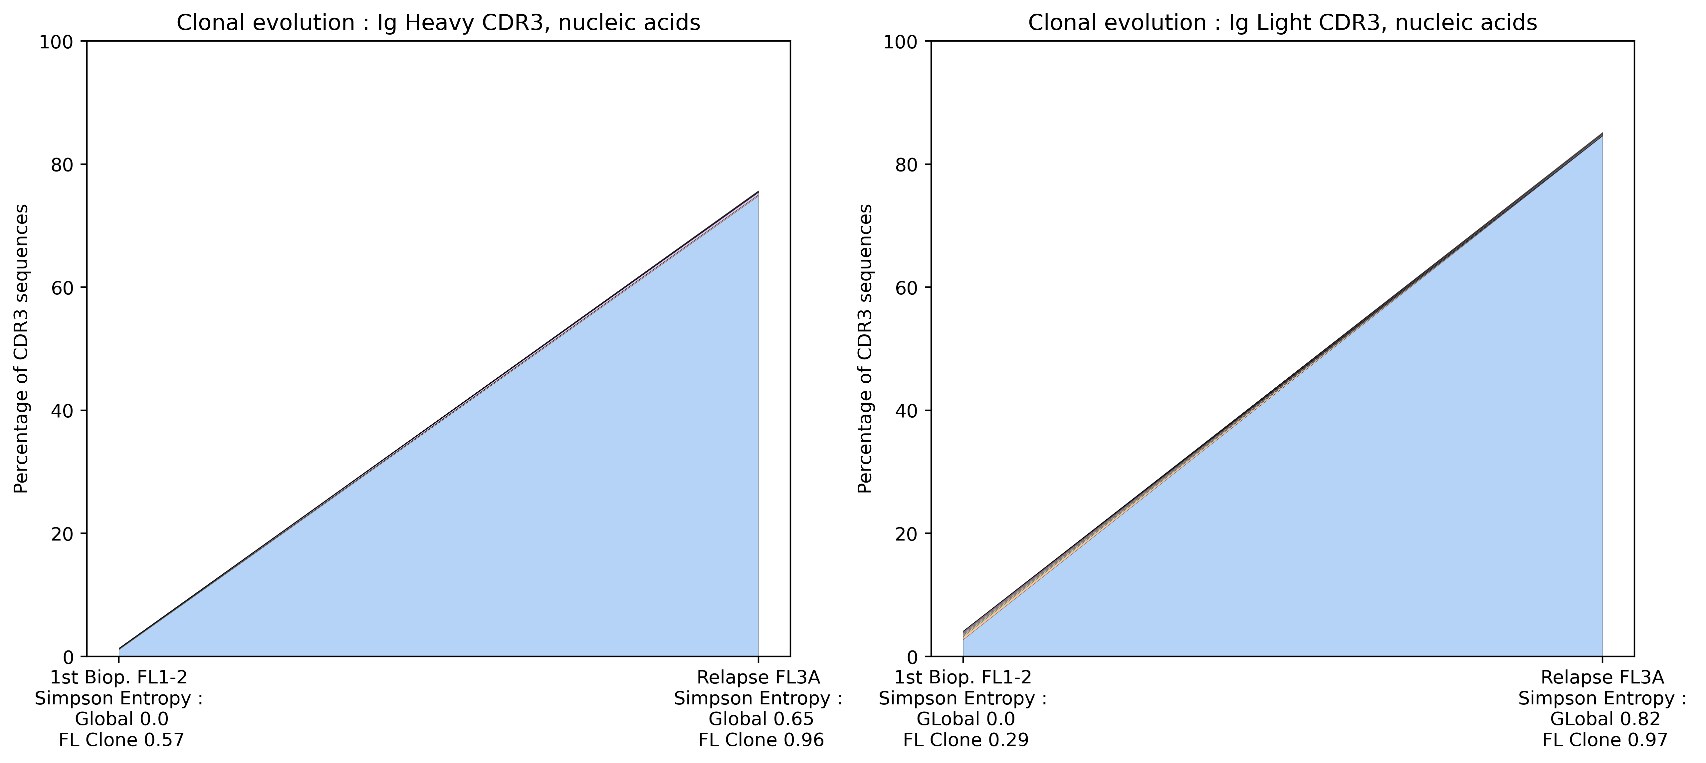 Clonal evolution : Ig Heavy CDR3, nucleic acids
Percentage of CDR3 sequences
100
80
60
40
20
0
1st Biop. FL1-2
Simpson Entropy :
Global 0.0
FL Clone 0.57
Relapse FL3A
Simpson Entropy :
Global 0.65
FL Clone 0.96
Clonal evolution : Ig Light CDR3, nucleic acids
Percentage of CDR3 sequences
100
80
60
40
20
0
1st Biop. FL1-2
Simpson Entropy :
GLobal 0.0
FL Clone 0.29
Relapse FL3A
Simpson Entropy :
GLobal 0.82
FL Clone 0.97